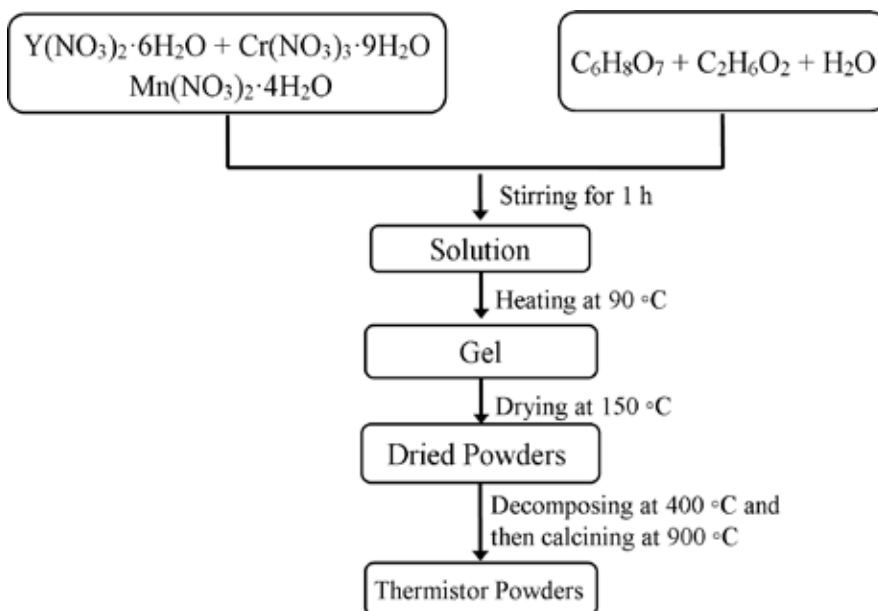 Y(NO₃)₂·6H₂O + Cr(NO₃)₃·9H₂O
Mn(NO₃)₂·4H₂O
C₆H₈O₇ + C₂H₆O₂ + H₂O
Stirring for 1 h
Solution
Heating at 90 °C
Gel
Drying at 150 °C
Dried Powders
Decomposing at 400 °C and
then calcining at 900 °C
Thermistor Powders